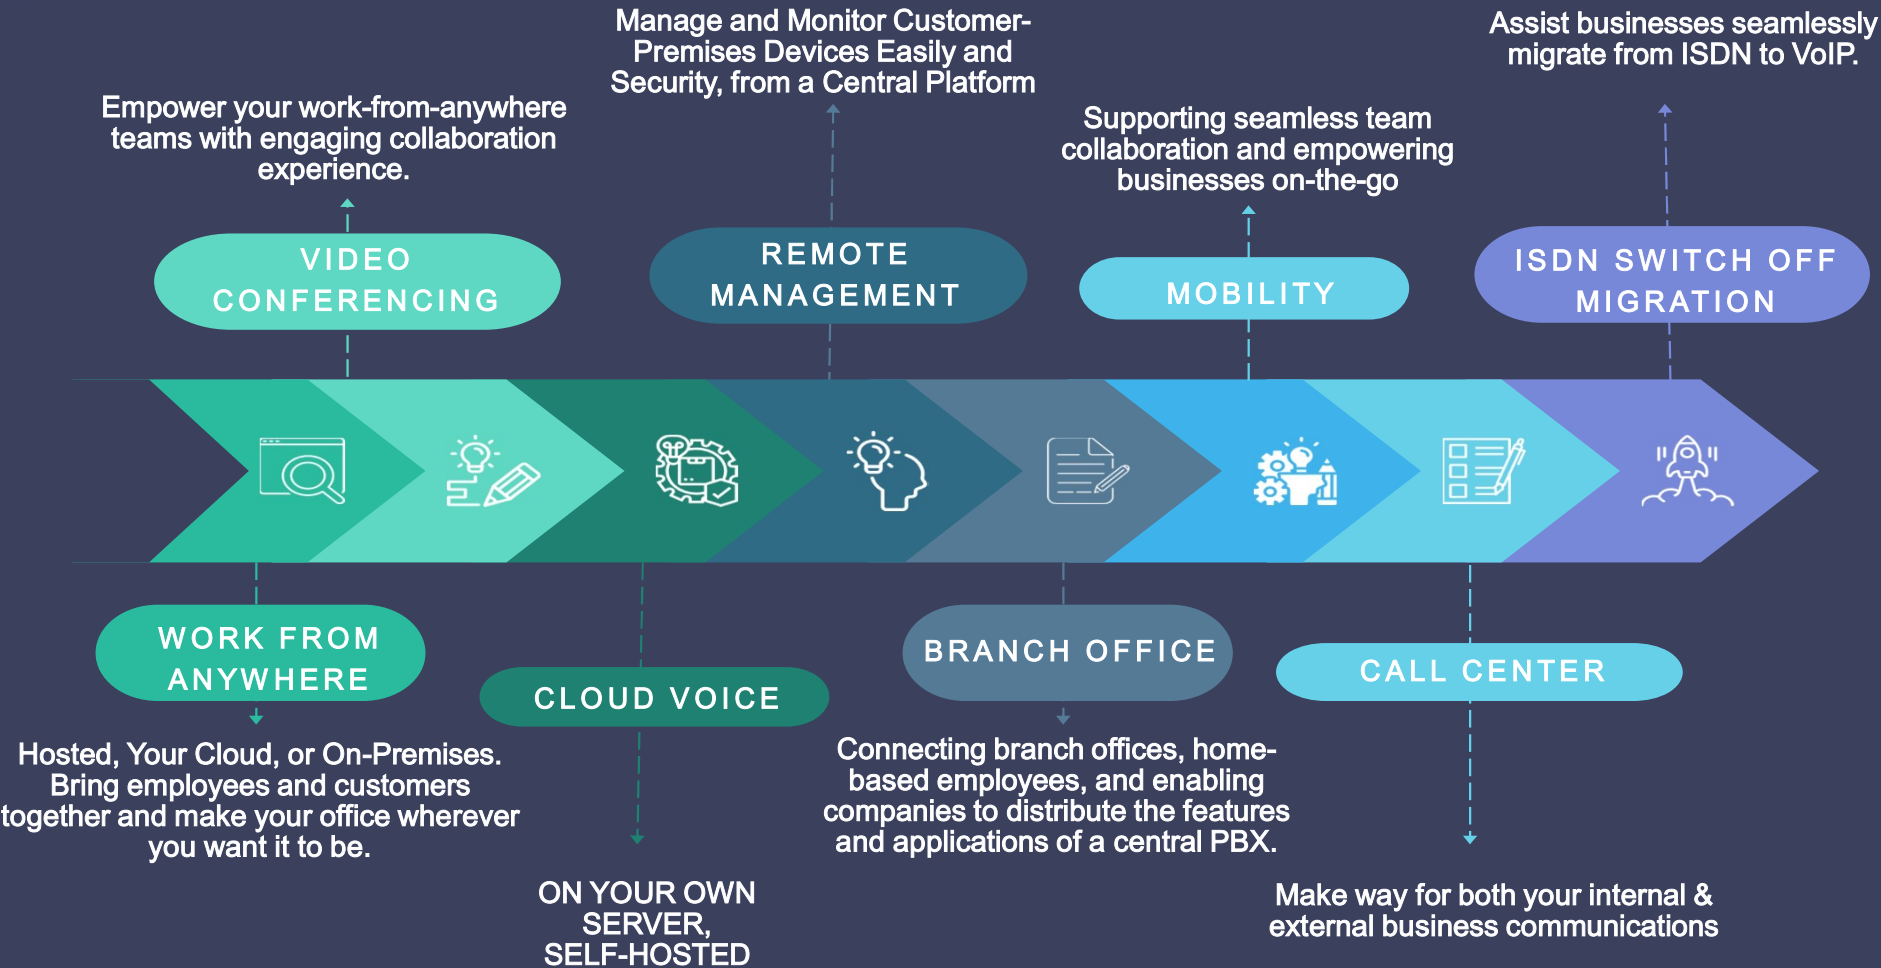 Empower your work-from-anywhere
teams with engaging collaboration
experience.
VIDEO
CONFERENCING
Manage and Monitor Customer-
Premises Devices Easily and
Security, from a Central Platform
REMOTE
MANAGEMENT
Supporting seamless team
collaboration and empowering
businesses on-the-go
MOBILITY
Assist businesses seamlessly
migrate from ISDN to VoIP.
ISDN SWITCH OFF
MIGRATION
WORK FROM
ANYWHERE
Hosted, Your Cloud, or On-Premises.
Bring employees and customers
together and make your office wherever
you want it to be.
CLOUD VOICE
ON YOUR OWN
SERVER,
SELF-HOSTED
BRANCH OFFICE
Connecting branch offices, home-
based employees, and enabling
companies to distribute the features
and applications of a central PBX.
CALL CENTER
Make way for both your internal &
external business communications